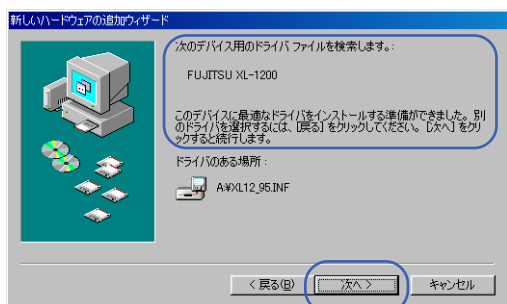 新しいハードウェアの追加ウィザード
次のデバイス用のドライバ ファイルを検索します。:
FUJITSU XL-1200
このデバイスに最適なドライバをインストールする準備ができました。別
のドライバを選択するには、[戻る] をクリックしてください。[次へ] をクリ
ックすると続行します。
ドライバのある場所:
A:¥XL12_95.INF
< 戻る(B)
次へ >
キャンセル